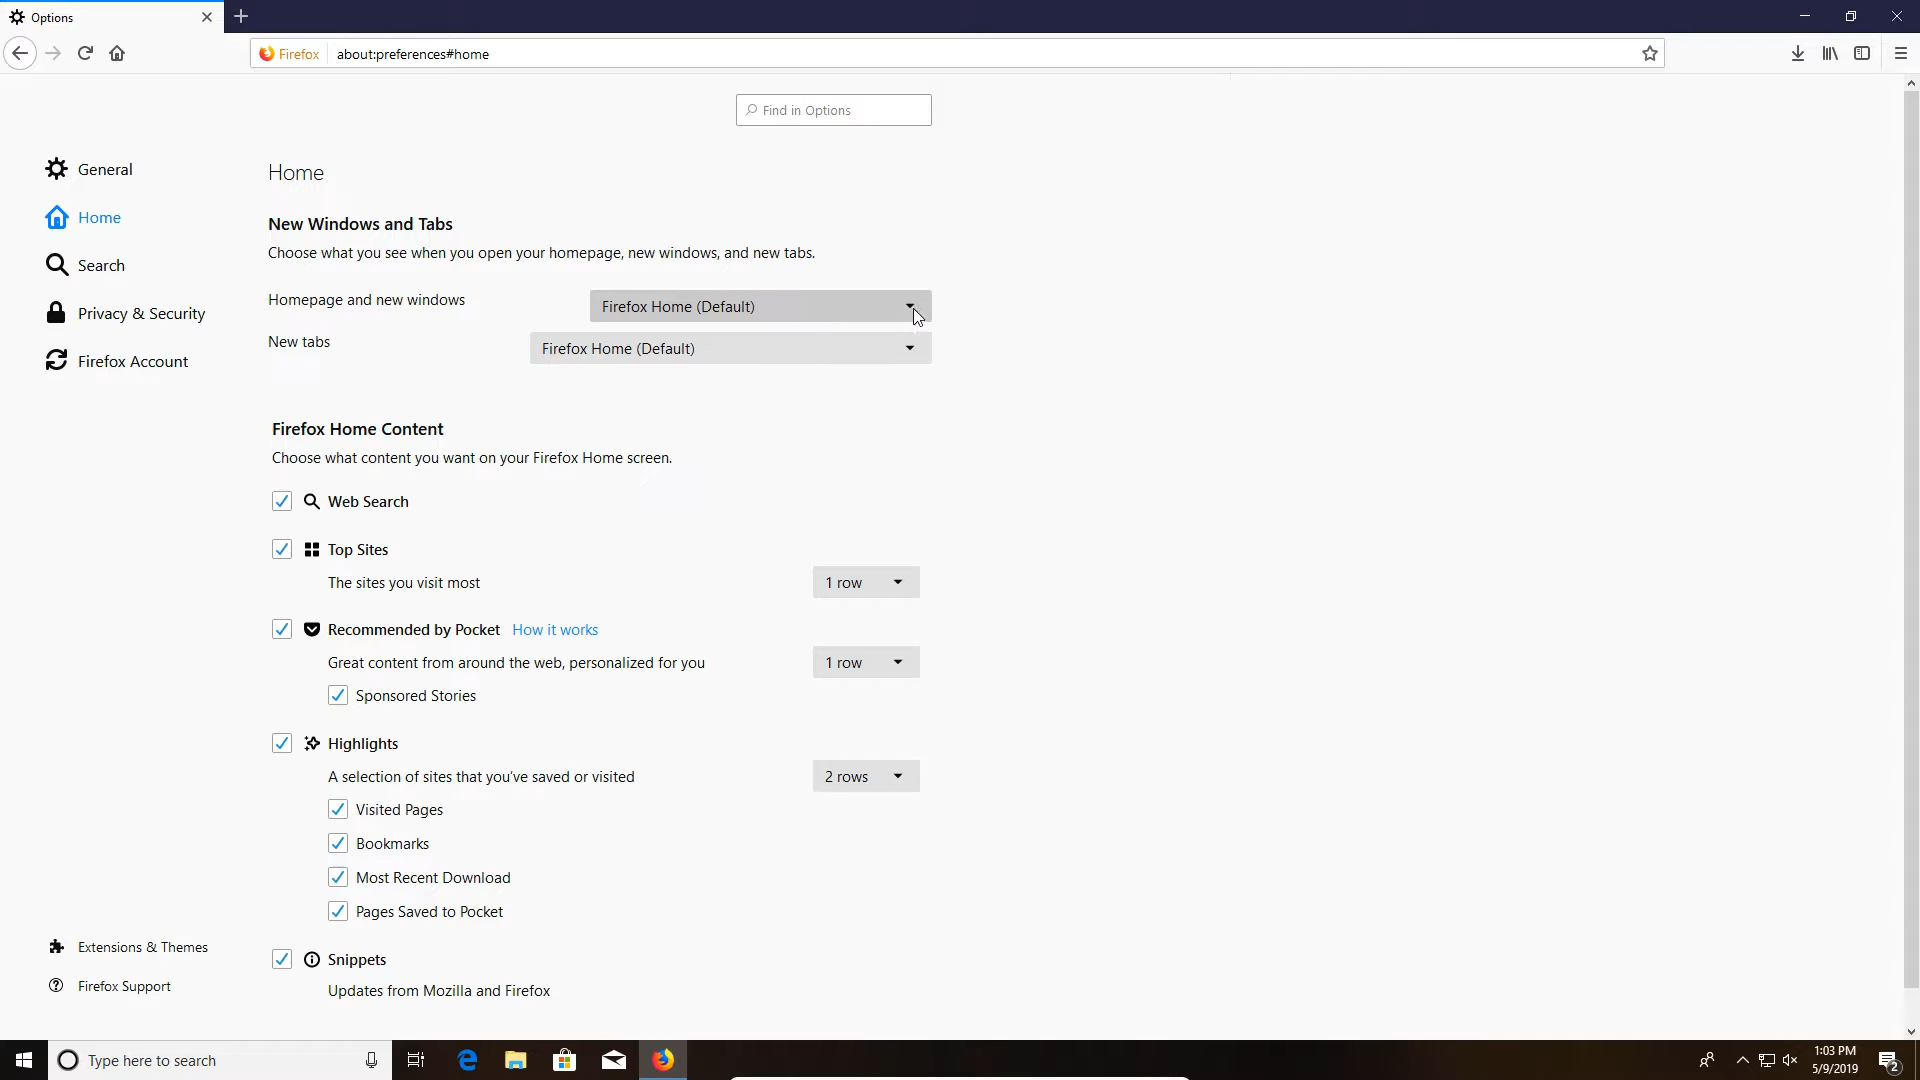 Options
Firefox
about:preferences#home
Find in Options
General
Home
Search
Privacy & Security
Firefox Account
Extensions & Themes
Firefox Support
Home
New Windows and Tabs
Choose what you see when you open your homepage, new windows, and new tabs.
Homepage and new windows
Firefox Home (Default)
New tabs
Firefox Home (Default)
Firefox Home Content
Choose what content you want on your Firefox Home screen.
Web Search
Top Sites
The sites you visit most
1 row
Recommended by Pocket How it works
Great content from around the web, personalized for you
1 row
Sponsored Stories
Highlights
A selection of sites that you've saved or visited
2 rows
Visited Pages
Bookmarks
Most Recent Download
Pages Saved to Pocket
Snippets
Updates from Mozilla and Firefox
Type here to search
1:03 PM
5/9/2019
2